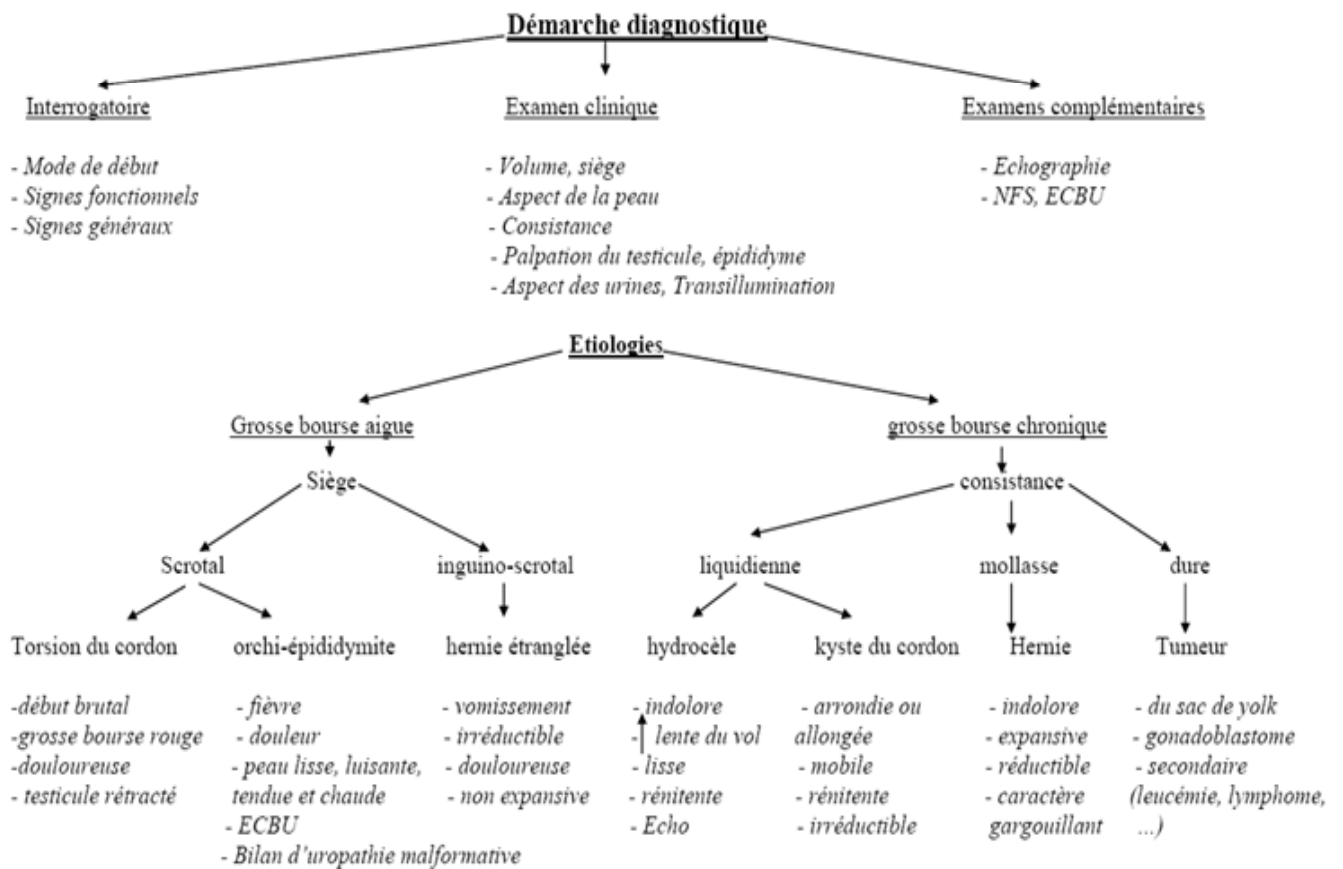 Démarche diagnostique
Interrogatoire
- Mode de début
- Signes fonctionnels
- Signes généraux
Examen clinique
- Volume, siège
- Aspect de la peau
- Consistance
- Palpation du testicule, épididyme
- Aspect des urines, Transillumination
Examens complémentaires
- Echographie
- NFS, ECBU
Etiologies
Grosse bourse aigue
Siège
Scrotal
Torsion du cordon
-début brutal
-grosse bourse rouge
-douloureuse
- testicule rétracté
orchi-épididymite
- fièvre
- douleur
- peau lisse, luisante,
tendue et chaude
- ECBU
- Bilan d’uropathie malformative
inguino-scrotal
hernie étranglée
- vomissement
- irréductible
- douloureuse
- non expansive
grosse bourse chronique
consistance
liquidienne
hydrocèle
- indolore
- lente du vol
- lisse
- rénitente
- Echo
kyste du cordon
- arrondie ou
allongée
- mobile
- rénitente
- irréductible
mollasse
Hernie
- indolore
- expansive
- réductible
- caractère
gargouillant
dure
Tumeur
- du sac de yolk
- gonadoblastome
- secondaire
(leucémie, lymphome,
...)